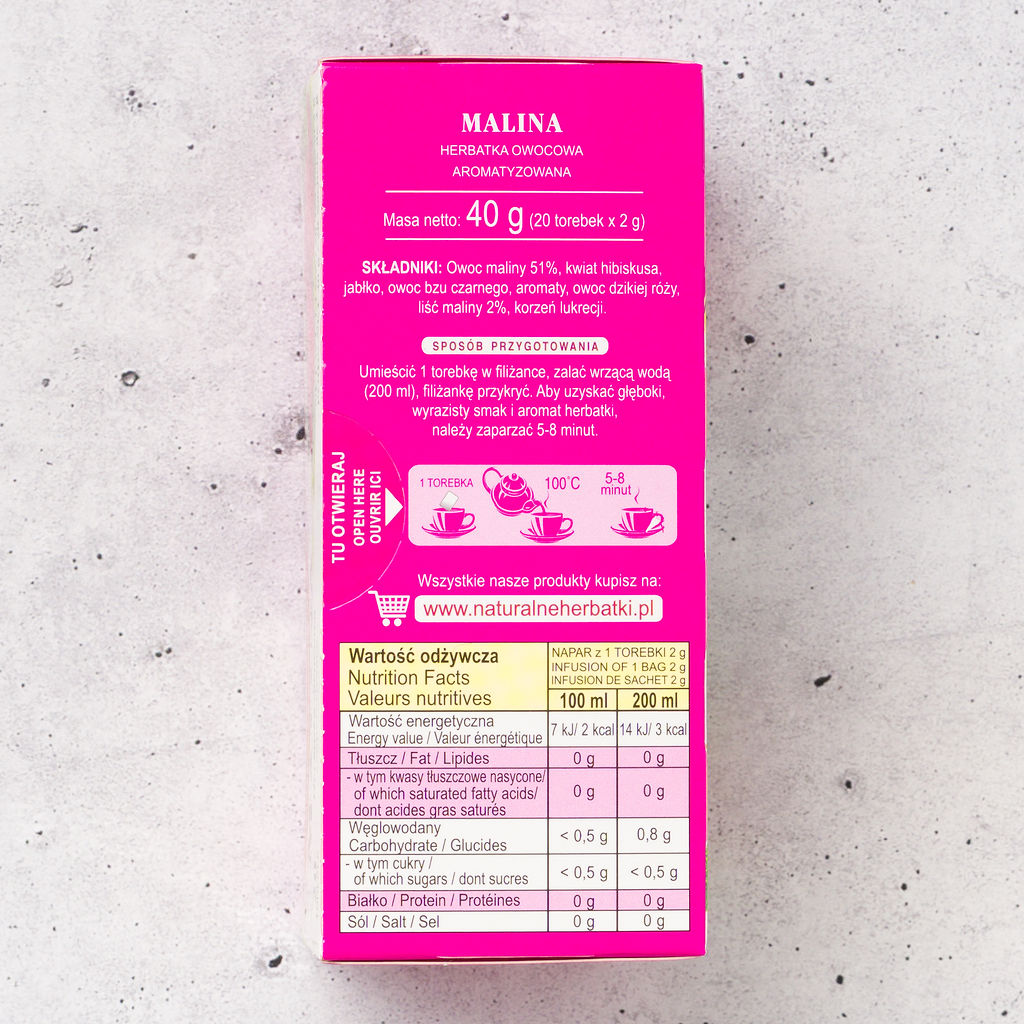 MALINA
HERBATKA OWOCOWA
AROMATYZOWANA
Masa netto: 40 g (20 torebek x 2 g)
SKŁADNIKI: Owoc maliny 51%, kwiat hibiskusa,
jabłko, owoc bzu czarnego, aromaty, owoc dzikiej róży,
liść maliny 2%, korzeń lukrecji.
SPOSÓB PRZYGOTOWANIA
Umieścić 1 torebkę w filiżance, zalać wrzącą wodą
(200 ml), filiżankę przykryć. Aby uzyskać głęboki,
wyrazisty smak i aromat herbatki,
należy zaparzać 5-8 minut.
TU OTWIERAJ
OPEN HERE
OUVRIR ICI
1 TOREBKA
100°C
5-8
minut
Wszystkie nasze produkty kupisz na:
www.naturalneherbatki.pl
Wartość odżywcza
Nutrition Facts
Valeurs nutritives
NAPAR z 1 TOREBKI 2 g
INFUSION OF 1 BAG 2 g
INFUSION DE SACHET 2 g
100 ml 200 ml
Wartość energetyczna
Energy value / Valeur énergétique
7 kJ/ 2 kcal 14 kJ/ 3 kcal
Tłuszcz / Fat / Lipides 0 g 0 g
- w tym kwasy tłuszczowe nasycone/
of which saturated fatty acids/
dont acides gras saturés
0 g 0 g
Węglowodany
Carbohydrate / Glucides
< 0,5 g 0,8 g
- w tym cukry /
of which sugars / dont sucres
< 0,5 g < 0,5 g
Białko / Protein / Protéines 0 g 0 g
Sól / Salt / Sel 0 g 0 g